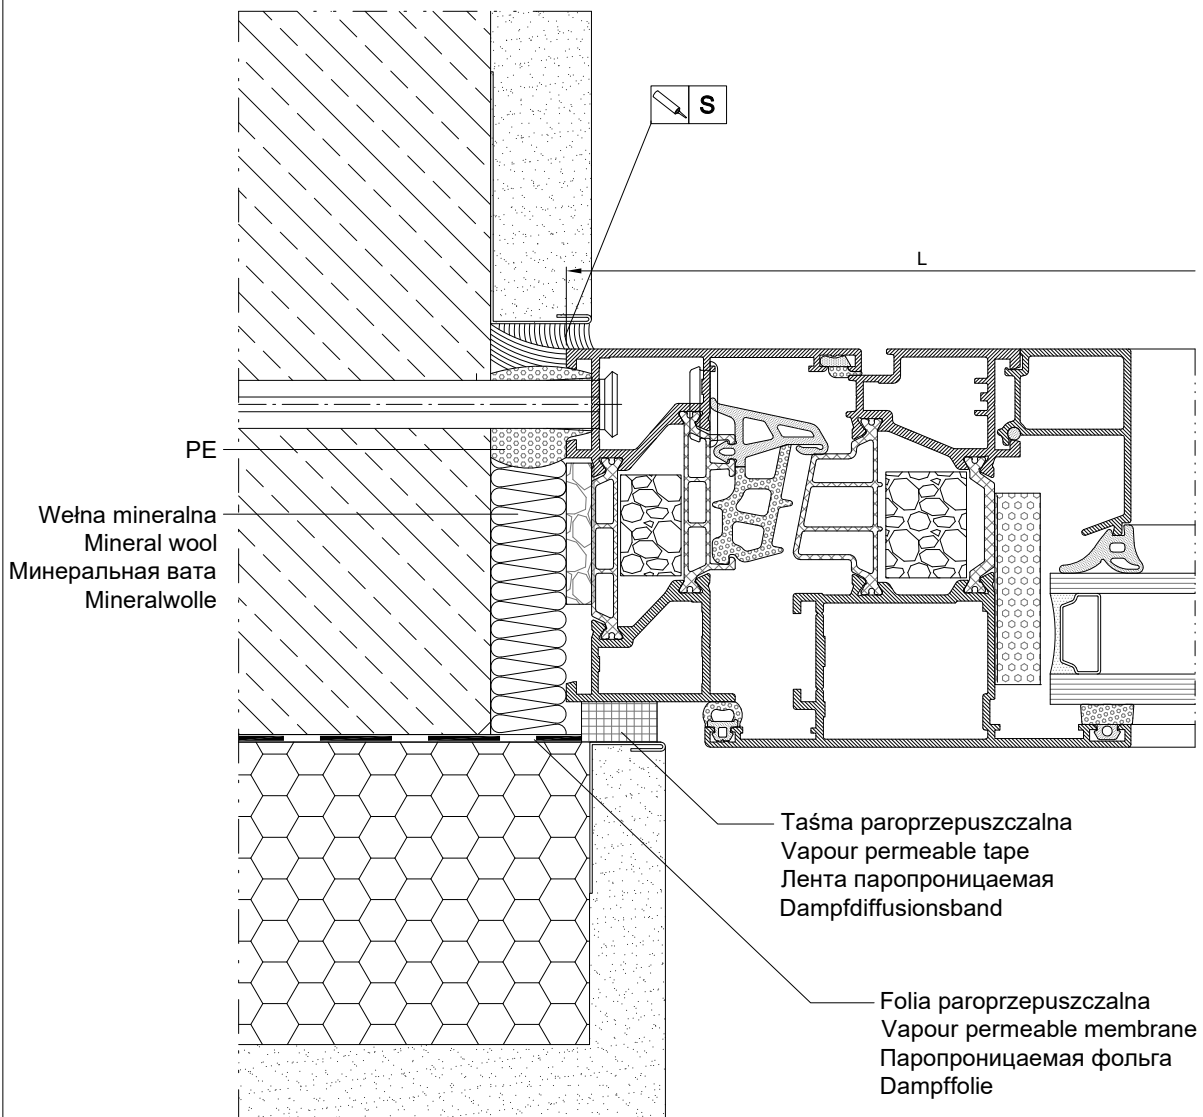 S
L
PE
Wełna mineralna
Mineral wool
Минеральная вата
Mineralwolle
Taśma paroprzepuszczalna
Vapour permeable tape
Лента паропроницаемая
Dampfdiffusionsband
Folia paroprzepuszczalna
Vapour permeable membrane
Паропроницаемая фольга
Dampffolie